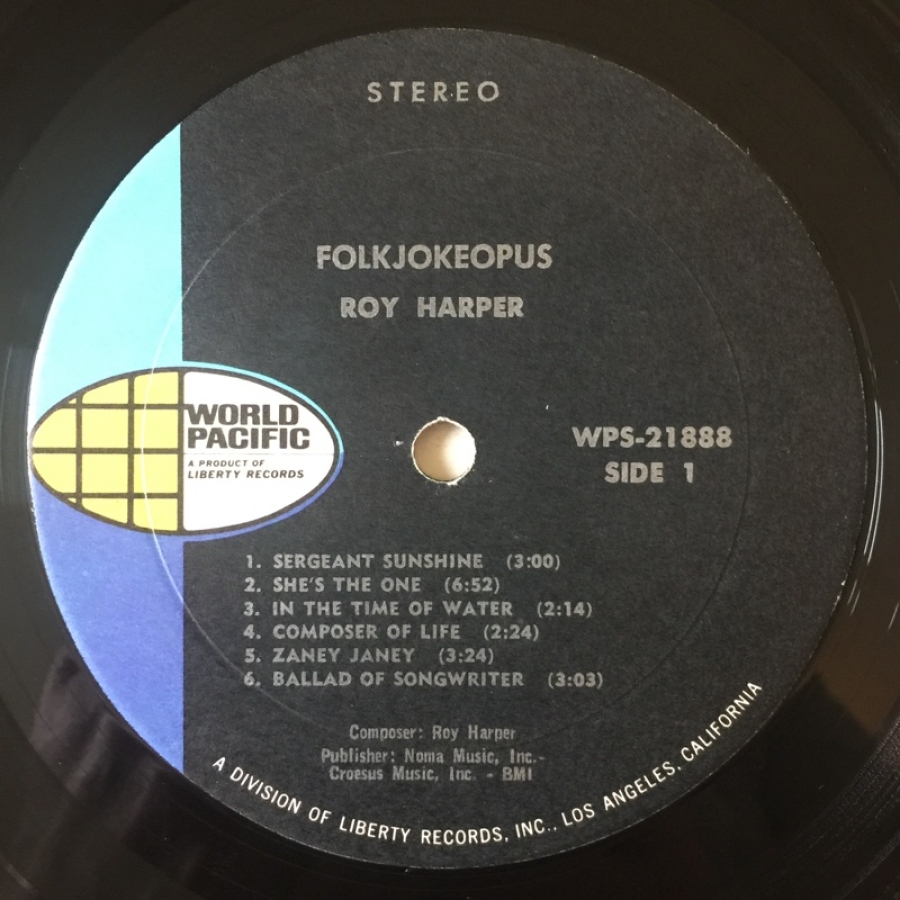 STEREO
FOLKJOKEOPUS
ROY HARPER
WORLD
PACIFIC
A PRODUCT OF
LIBERTY RECORDS
WPS-21888
SIDE 1
1. SERGEANT SUNSHINE (3:00)
2. SHE'S THE ONE (6:52)
3. IN THE TIME OF WATER (2:14)
4. COMPOSER OF LIFE (2:24)
5. ZANEY JANEY (3:24)
6. BALLAD OF SONGWRITER (3:03)
Composer: Roy Harper
Publisher: Noma Music, Inc.-
Croesus Music, Inc. - BMI
A DIVISION OF LIBERTY RECORDS, INC., LOS ANGELES, CALIFORNIA